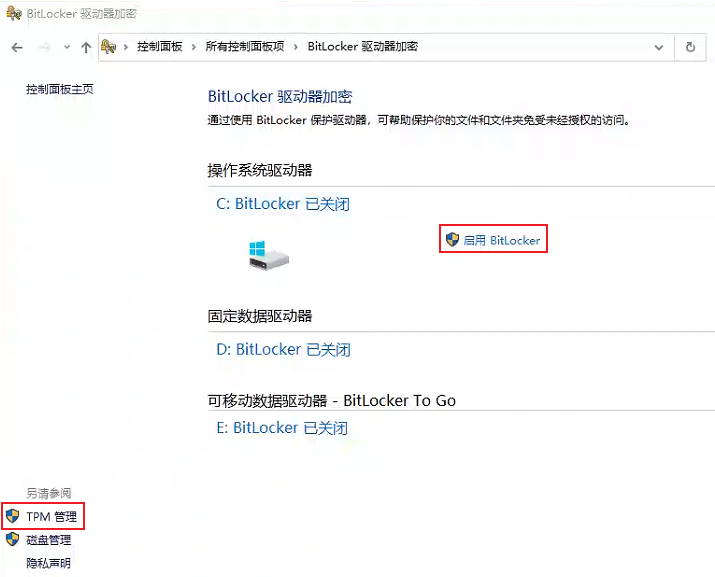 BitLocker 驱动器加密
控制面板 › 所有控制面板项 › BitLocker 驱动器加密
控制面板主页
BitLocker 驱动器加密
通过使用 BitLocker 保护驱动器，可帮助保护你的文件和文件夹免受未经授权的访问。
操作系统驱动器
C: BitLocker 已关闭
启用 BitLocker
固定数据驱动器
D: BitLocker 已关闭
可移动数据驱动器 - BitLocker To Go
E: BitLocker 已关闭
另请参阅
TPM 管理
磁盘管理
隐私声明